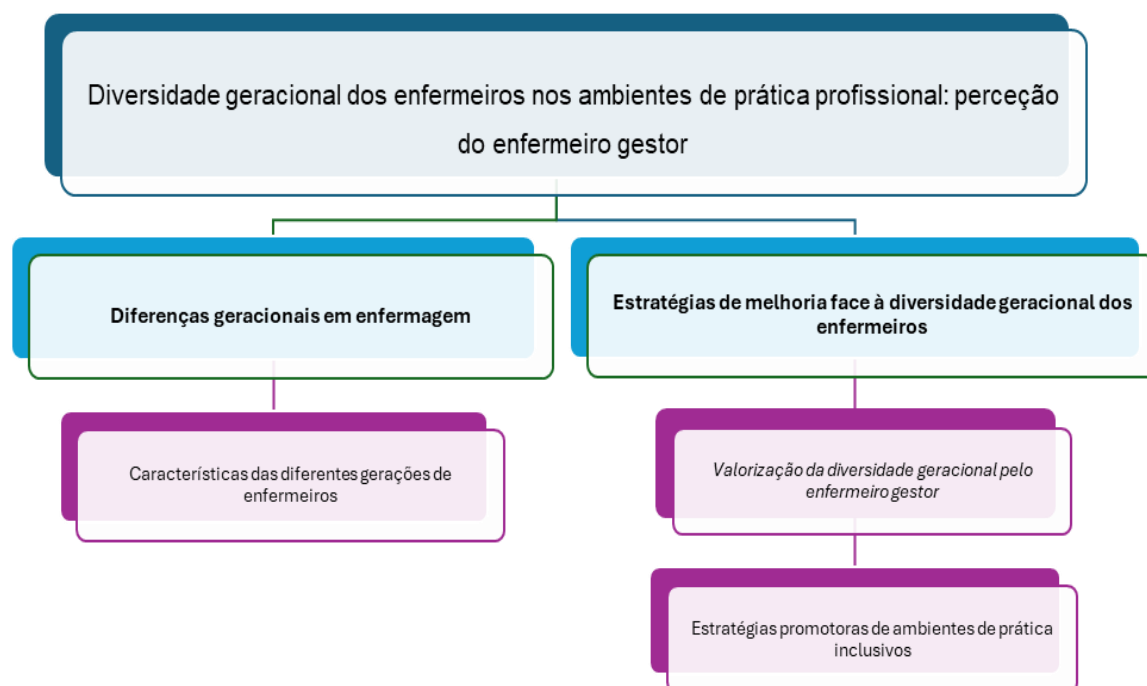 Diversidade geracional dos enfermeiros nos ambientes de prática profissional: perceção
do enfermeiro gestor
Diferenças geracionais em enfermagem
Estratégias de melhoria face à diversidade geracional dos
enfermeiros
Características das diferentes gerações de
enfermeiros
Valorização da diversidade geracional pelo
enfermeiro gestor
Estratégias promotoras de ambientes de prática
inclusivos